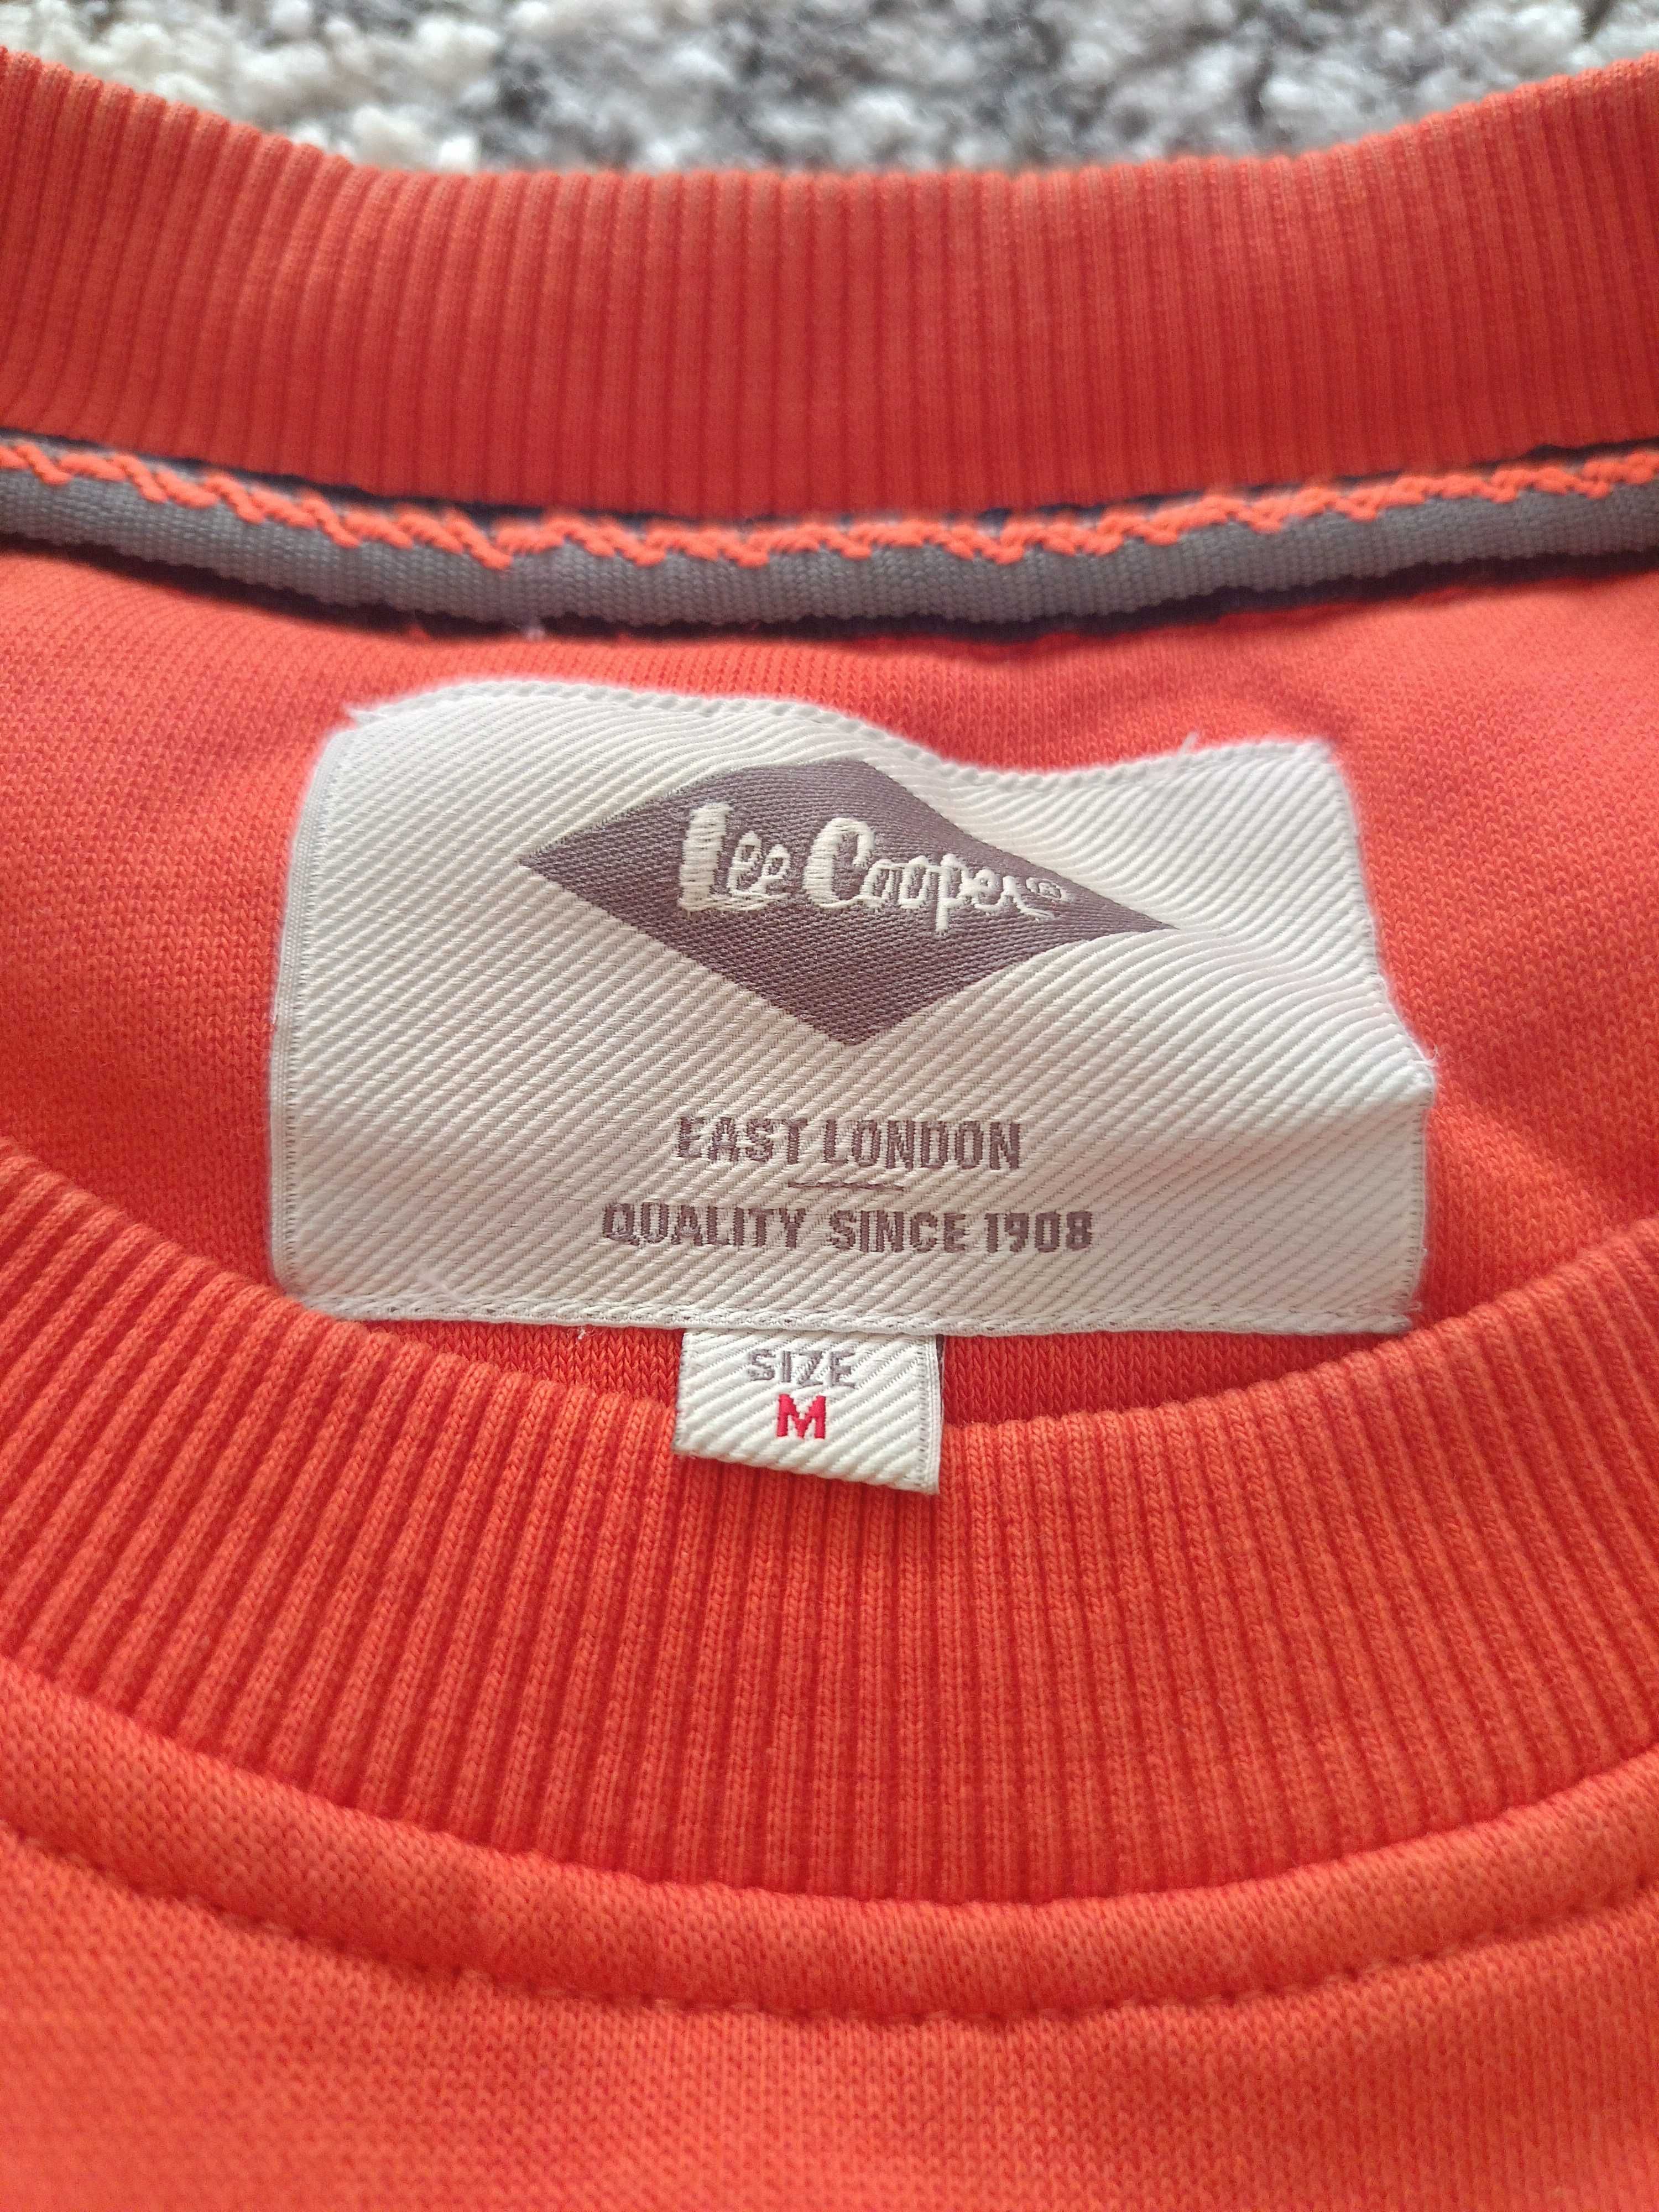 Lee Cooper®
EAST LONDON
QUALITY SINCE 1908
SIZE
M